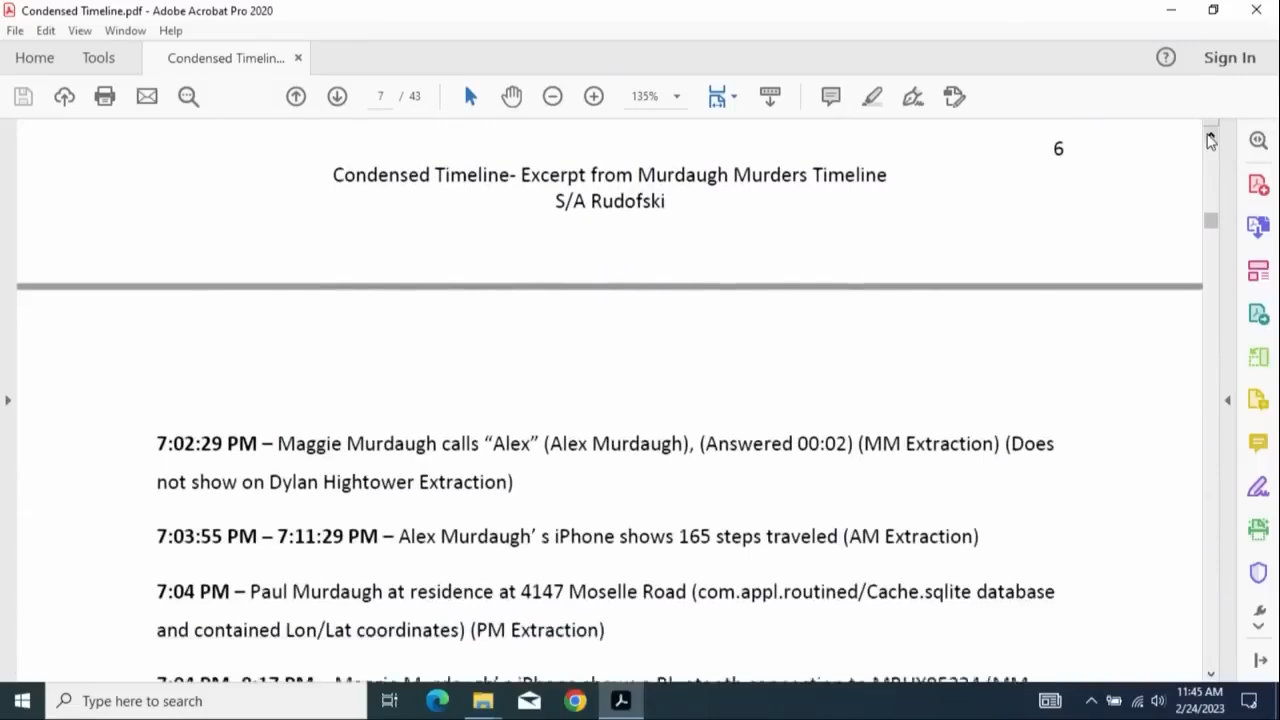 Condensed Timeline.pdf - Adobe Acrobat Pro 2020
File Edit View Window Help
Home Tools Condensed Timelin... × Sign In
7 / 43 135%
6
Condensed Timeline- Excerpt from Murdaugh Murders Timeline
S/A Rudofski
7:02:29 PM – Maggie Murdaugh calls “Alex” (Alex Murdaugh), (Answered 00:02) (MM Extraction) (Does
not show on Dylan Hightower Extraction)
7:03:55 PM – 7:11:29 PM – Alex Murdaugh’ s iPhone shows 165 steps traveled (AM Extraction)
7:04 PM – Paul Murdaugh at residence at 4147 Moselle Road (com.appl.routined/Cache.sqlite database
and contained Lon/Lat coordinates) (PM Extraction)
Type here to search
11:45 AM
2/24/2023